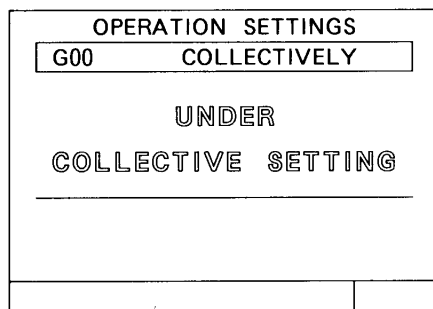 OPERATION SETTINGS
G00 COLLECTIVELY
UNDER
COLLECTIVE SETTING